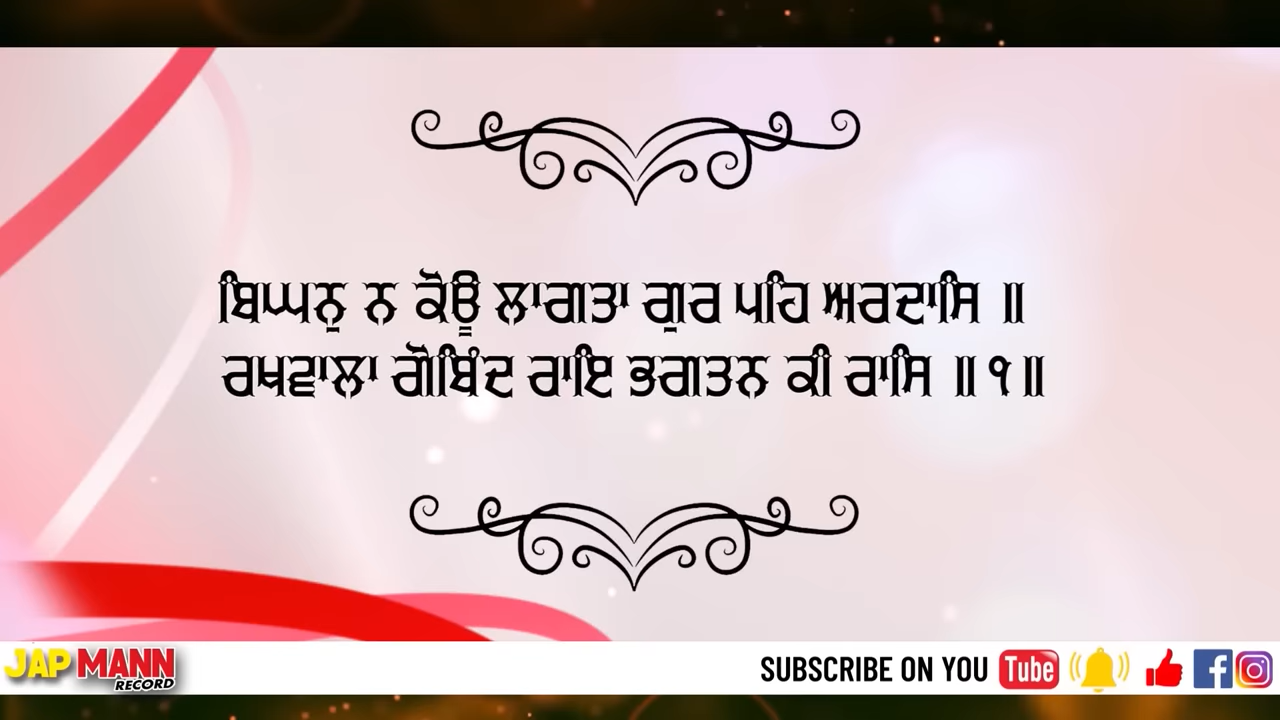 ਬਿਘਨੁ ਨ ਕੋਊ ਲਾਗਤਾ ਗੁਰ ਪਹਿ ਅਰਦਾਸਿ ॥
ਰਖਵਾਲਾ ਗੋਬਿੰਦ ਰਾਇ ਭਗਤਨ ਕੀ ਰਾਸਿ ॥੧॥
JAP MANN
RECORD
SUBSCRIBE ON YOU Tube